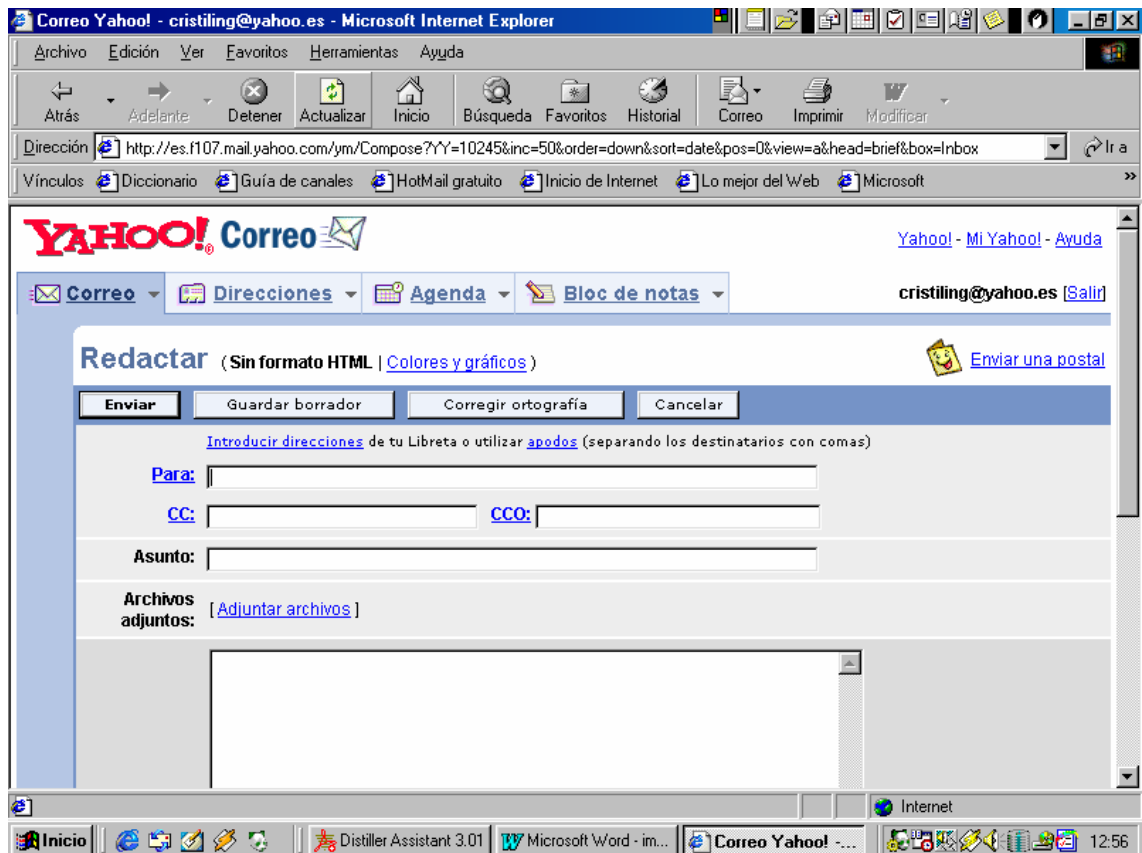 Correo Yahoo! - cristiling@yahoo.es - Microsoft Internet Explorer
Archivo Edición Ver Favoritos Herramientas Ayuda
Atrás Adelante Detener Actualizar Inicio Búsqueda Favoritos Historial Correo Imprimir Modificar
Dirección http://es.f107.mail.yahoo.com/ym/Compose?YY=10245&inc=50&order=down&sort=date&pos=0&view=a&head=brief&box=Inbox Ir a
Vínculos Diccionario Guía de canales HotMail gratuito Inicio de Internet Lo mejor del Web Microsoft »
YAHOO!® Correo Yahoo! - Mi Yahoo! - Ayuda
Correo Direcciones Agenda Bloc de notas cristiling@yahoo.es [Salir]
Redactar ( Sin formato HTML | Colores y gráficos ) Enviar una postal
Enviar Guardar borrador Corregir ortografía Cancelar
Introducir direcciones de tu Libreta o utilizar apodos (separando los destinatarios con comas)
Para:
CC: CCO:
Asunto:
Archivos
adjuntos: [ Adjuntar archivos ]
Internet
Inicio Distiller Assistant 3.01 Microsoft Word - im... Correo Yahoo! -... 12:56